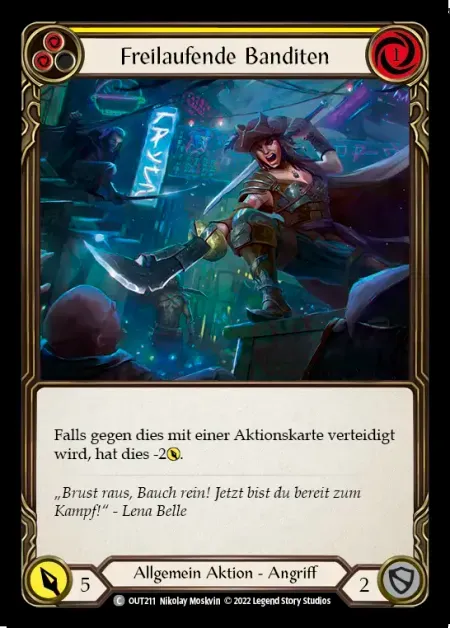 Freilaufende Banditen
1
Falls gegen dies mit einer Aktionskarte verteidigt
wird, hat dies -2.
„Brust raus, Bauch rein! Jetzt bist du bereit zum
Kampf!“ - Lena Belle
5
Allgemein Aktion - Angriff
2
C OUT211 Nikolay Moskvin © 2022 Legend Story Studios